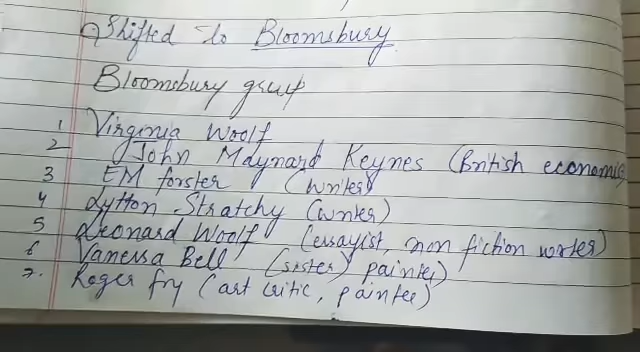 Shifted to Bloomsbury.
Bloomsbury group
1 Virginia Woolf
2 John Maynard Keynes (British economis
3 EM forster (writer)
4 Lytton Stratchy (writer)
5 Leonard Woolf (essayist, non fiction writer)
6 Vanessa Bell (sister) painter)
7. Roger fry (art critic, painter)